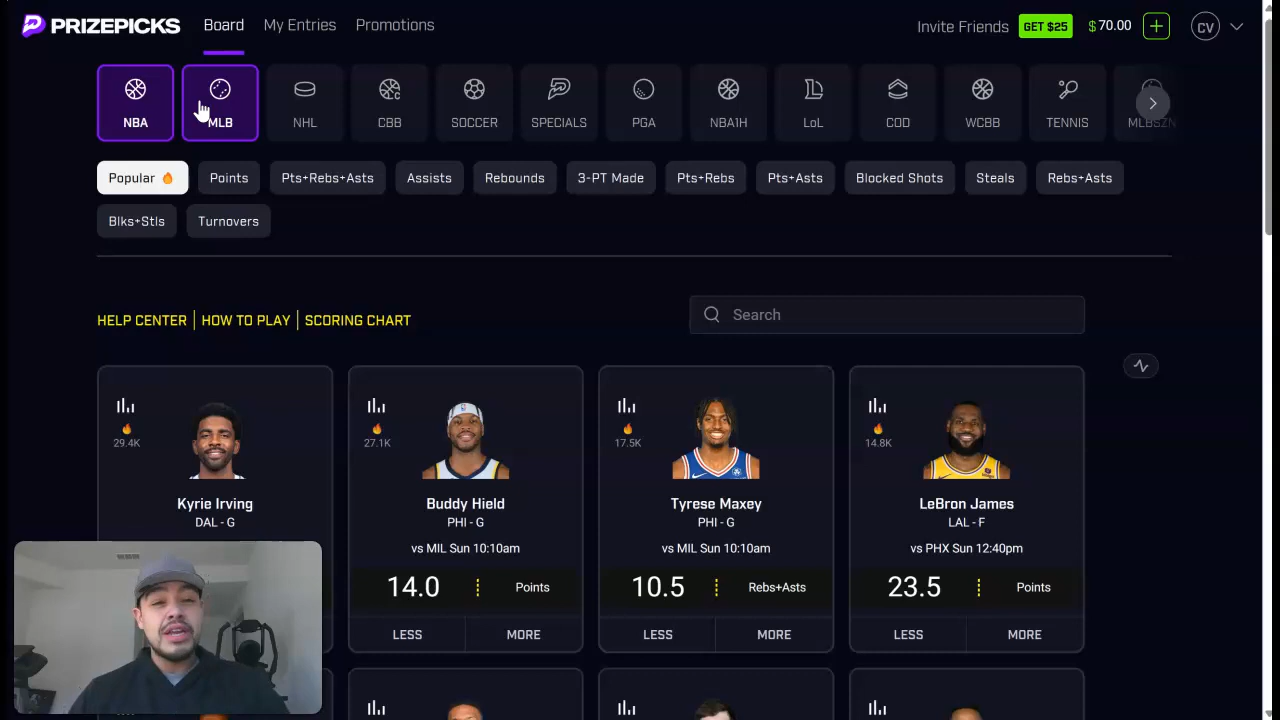 PRIZEPICKS
Board
My Entries
Promotions
Invite Friends
GET $25
$70.00
CV
NBA
MLB
NHL
CBB
SOCCER
SPECIALS
PGA
NBA1H
LoL
COD
WCBB
TENNIS
MLBSZN
Popular
Points
Pts+Rebs+Asts
Assists
Rebounds
3-PT Made
Pts+Rebs
Pts+Asts
Blocked Shots
Steals
Rebs+Asts
Blks+Stls
Turnovers
HELP CENTER
HOW TO PLAY
SCORING CHART
Search
29.4K
Kyrie Irving
DAL - G
27.1K
Buddy Hield
PHI - G
vs MIL Sun 10:10am
14.0
Points
LESS
MORE
17.5K
Tyrese Maxey
PHI - G
vs MIL Sun 10:10am
10.5
Rebs+Asts
LESS
MORE
14.8K
LeBron James
LAL - F
vs PHX Sun 12:40pm
23.5
Points
LESS
MORE